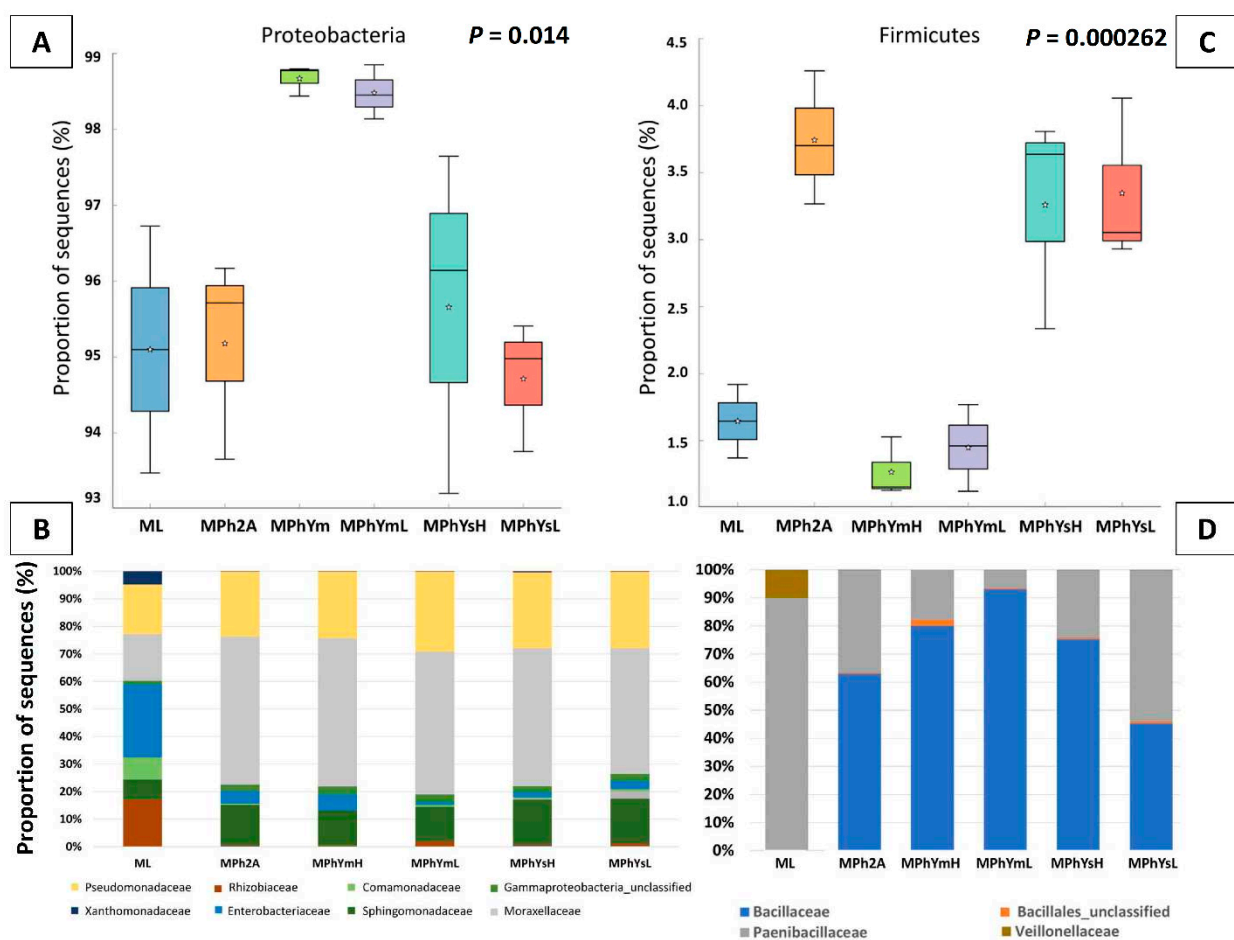 A
Proteobacteria
P = 0.014
Proportion of sequences (%)
99
98
97
96
95
94
93
ML
MPh2A
MPhYm
MPhYmL
MPhYsH
MPhYsL
Firmicutes
P = 0.000262
C
Proportion of sequences (%)
4.5
4.0
3.5
3.0
2.5
2.0
1.5
1.0
ML
MPh2A
MPhYmH
MPhYmL
MPhYsH
MPhYsL
B
Proportion of sequences (%)
100%
90%
80%
70%
60%
50%
40%
30%
20%
10%
0%
ML
MPh2A
MPhYmH
MPhYmL
MPhYsH
MPhYsL
Pseudomonadaceae
Rhizobiaceae
Comamonadaceae
Gammaproteobacteria_unclassified
Xanthomonadaceae
Enterobacteriaceae
Sphingomonadaceae
Moraxellaceae
D
100%
90%
80%
70%
60%
50%
40%
30%
20%
10%
0%
ML
MPh2A
MPhYmH
MPhYmL
MPhYsH
MPhYsL
Bacillaceae
Bacillales_unclassified
Paenibacillaceae
Veillonellaceae